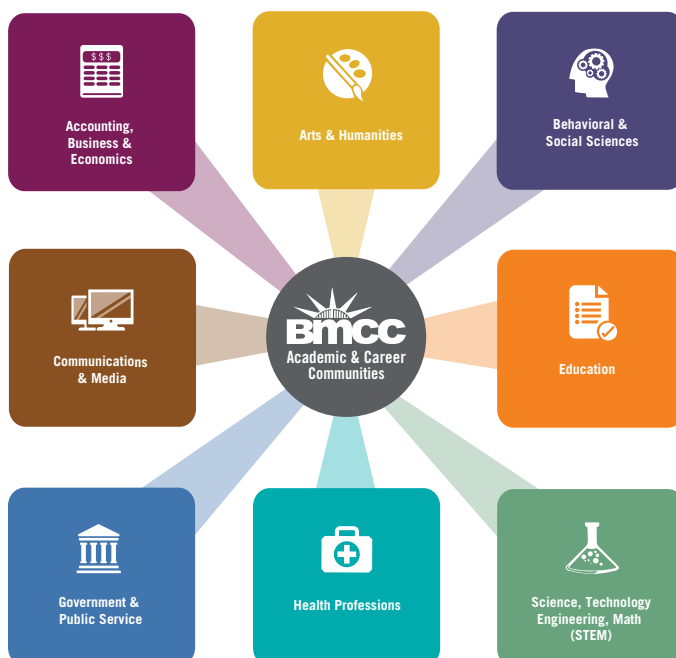 $$$
Accounting,
Business &
Economics
Arts & Humanities
Behavioral &
Social Sciences
Communications
& Media
BMCC
Academic & Career
Communities
Education
Government &
Public Service
Health Professions
Science, Technology
Engineering, Math
(STEM)